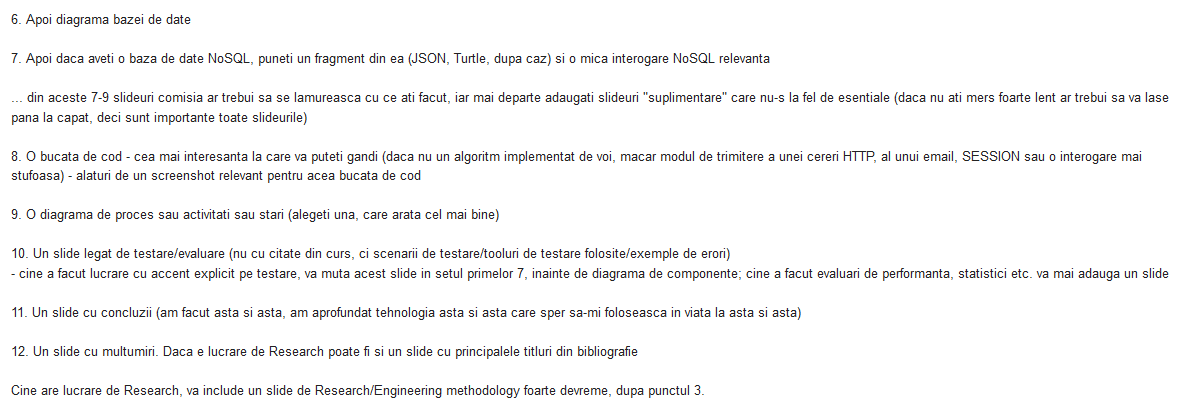 6. Apoi diagrama bazei de date
7. Apoi daca aveti o baza de date NoSQL, puneti un fragment din ea (JSON, Turtle, dupa caz) si o mica interogare NoSQL relevanta
... din aceste 7-9 slideuri comisia ar trebui sa se lamureasca cu ce ati facut, iar mai departe adaugati slideuri "suplimentare" care nu-s la fel de esentiale (daca nu ati mers foarte lent ar trebui sa va lase
pana la capat, deci sunt importante toate slideurile)
8. O bucata de cod - cea mai interesanta la care va puteti gandi (daca nu un algoritm implementat de voi, macar modul de trimitere a unei cereri HTTP, al unui email, SESSION sau o interogare mai
stufoasa) - alaturi de un screenshot relevant pentru acea bucata de cod
9. O diagrama de proces sau activitati sau stari (alegeti una, care arata cel mai bine)
10. Un slide legat de testare/evaluare (nu cu citate din curs, ci scenarii de testare/tooluri de testare folosite/exemple de erori)
- cine a facut lucrare cu accent explicit pe testare, va muta acest slide in setul primelor 7, inainte de diagrama de componente; cine a facut evaluari de performanta, statistici etc. va mai adauga un slide
11. Un slide cu concluzii (am facut asta si asta, am aprofundat tehnologia asta si asta care sper sa-mi foloseasca in viata la asta si asta)
12. Un slide cu multumiri. Daca e lucrare de Research poate fi si un slide cu principalele titluri din bibliografie
Cine are lucrare de Research, va include un slide de Research/Engineering methodology foarte devreme, dupa punctul 3.